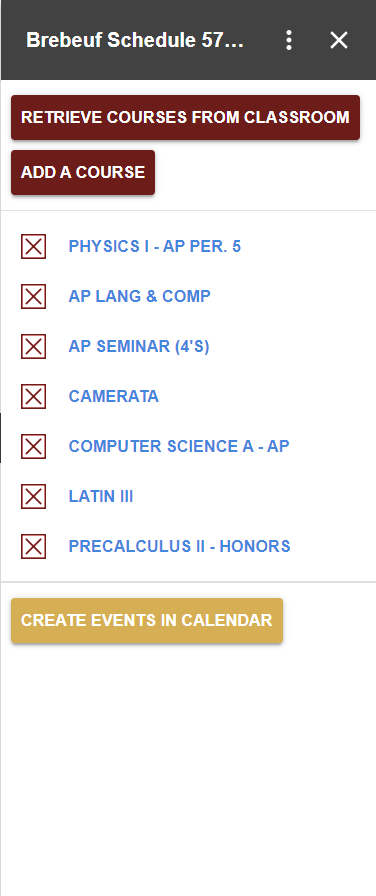 Brebeuf Schedule 57...
RETRIEVE COURSES FROM CLASSROOM
ADD A COURSE
PHYSICS I - AP PER. 5
AP LANG & COMP
AP SEMINAR (4'S)
CAMERATA
COMPUTER SCIENCE A - AP
LATIN III
PRECALCULUS II - HONORS
CREATE EVENTS IN CALENDAR